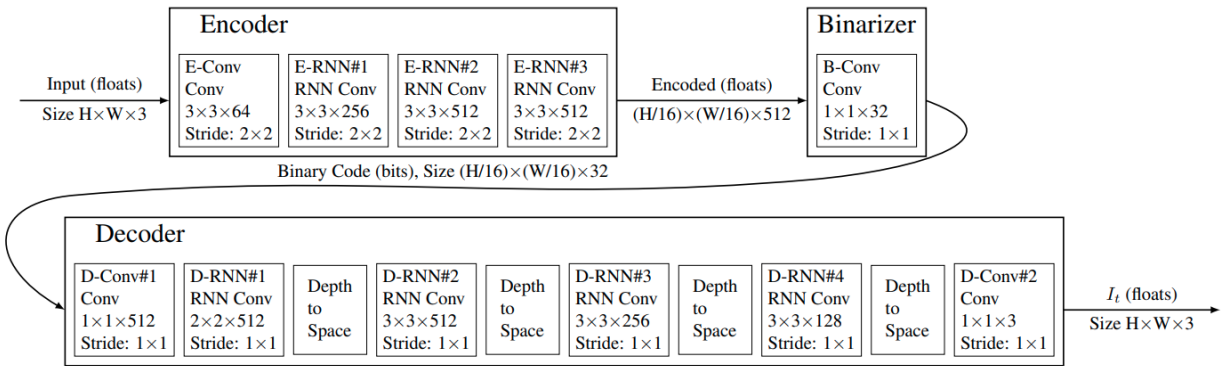 Encoder
Binarizer
Input (floats)
Size H×W×3
E-Conv
Conv
3×3×64
Stride: 2×2
E-RNN#1
RNN Conv
3×3×256
Stride: 2×2
E-RNN#2
RNN Conv
3×3×512
Stride: 2×2
E-RNN#3
RNN Conv
3×3×512
Stride: 2×2
Encoded (floats)
(H/16)×(W/16)×512
B-Conv
Conv
1×1×32
Stride: 1×1
Binary Code (bits), Size (H/16)×(W/16)×32
Decoder
D-Conv#1
Conv
1×1×512
Stride: 1×1
D-RNN#1
RNN Conv
2×2×512
Stride: 1×1
Depth
to
Space
D-RNN#2
RNN Conv
3×3×512
Stride: 1×1
Depth
to
Space
D-RNN#3
RNN Conv
3×3×256
Stride: 1×1
Depth
to
Space
D-RNN#4
RNN Conv
3×3×128
Stride: 1×1
Depth
to
Space
D-Conv#2
Conv
1×1×3
Stride: 1×1
I_t (floats)
Size H×W×3